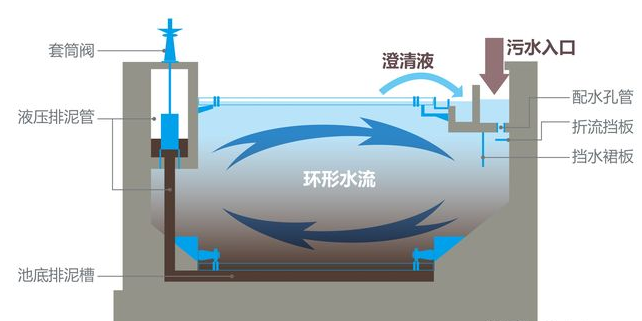 套筒阀
液压排泥管
池底排泥槽
环形水流
澄清液
污水入口
配水孔管
折流挡板
挡水裙板